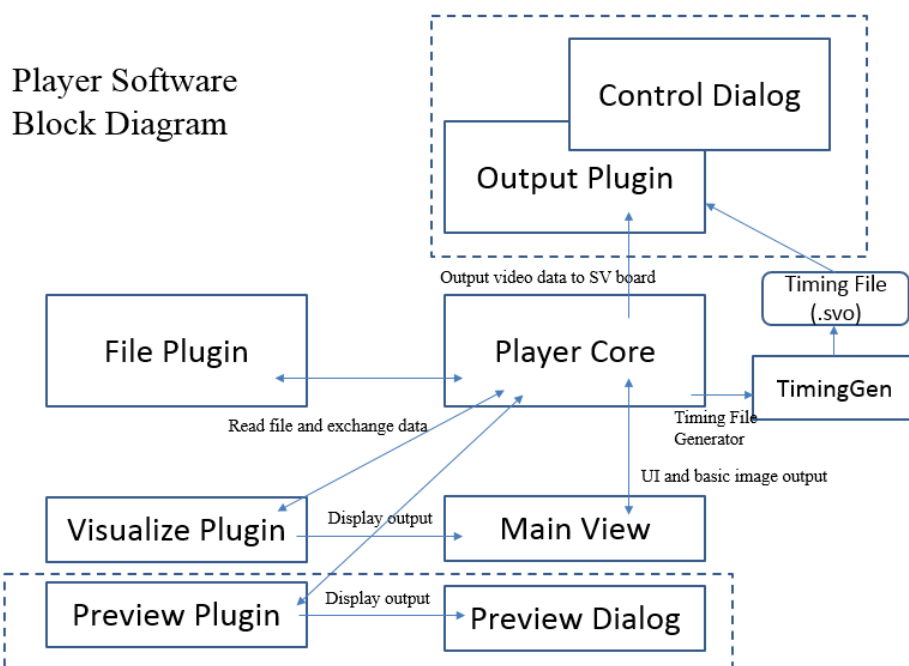 Player Software
Block Diagram
Control Dialog
Output Plugin
Output video data to SV board
Timing File
(.svo)
File Plugin
Player Core
TimingGen
Read file and exchange data
Timing File
Generator
UI and basic image output
Visualize Plugin
Display output
Main View
Preview Plugin
Display output
Preview Dialog